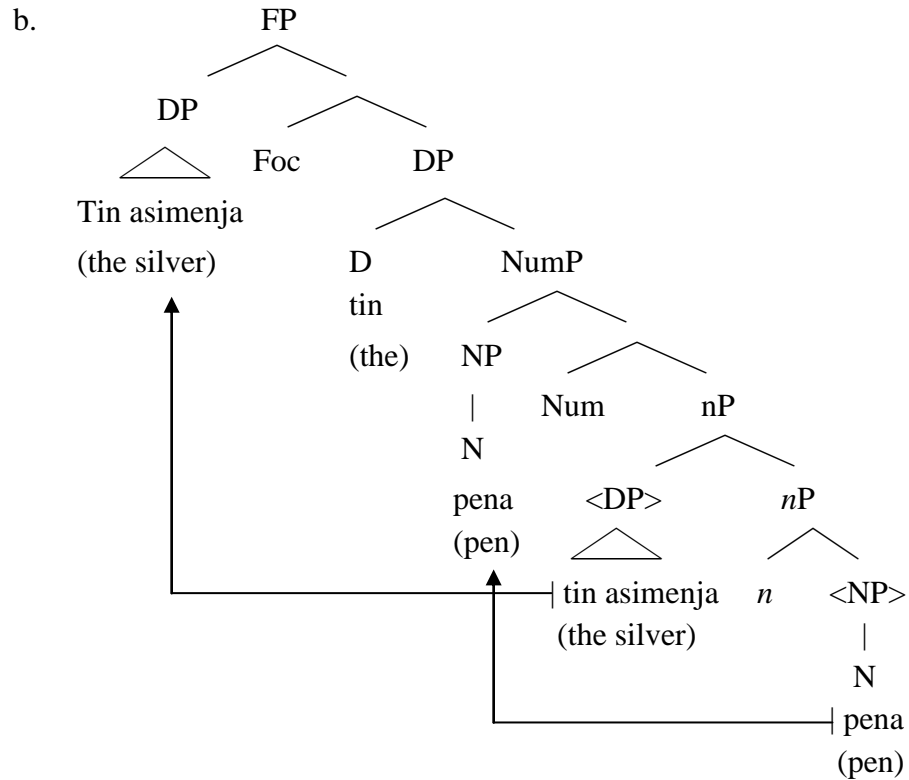 b. FP
DP
Foc DP
Tin asimenja
(the silver) D NumP
tin
(the) NP
Num nP
N
pena <DP> nP
(pen)
tin asimenja n <NP>
(the silver)
N
pena
(pen)